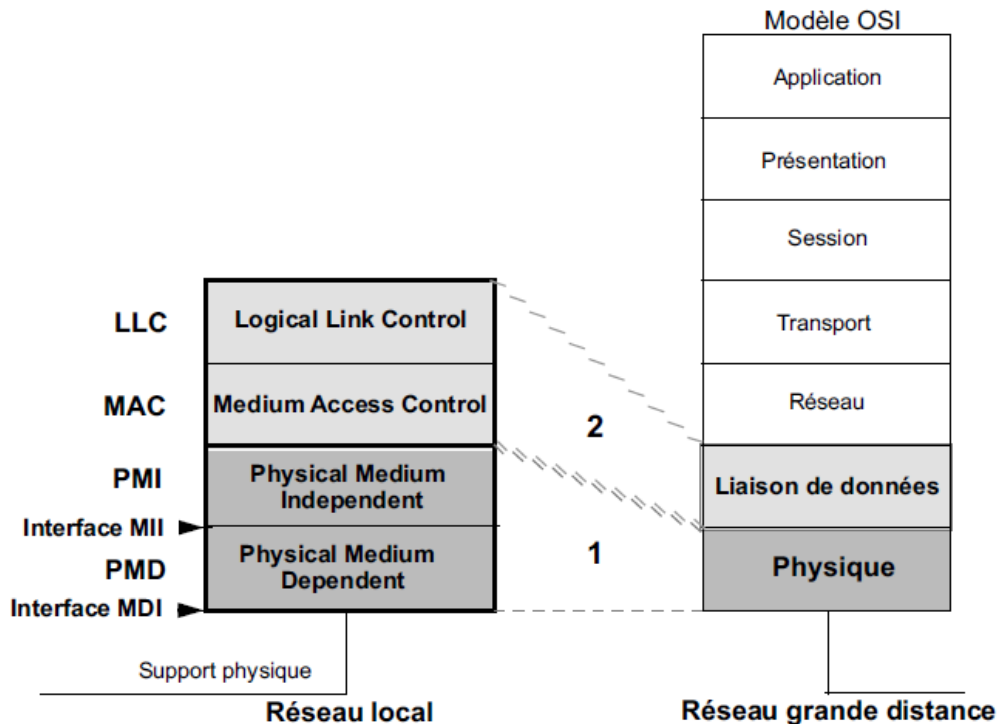 Modèle OSI
Application
Présentation
Session
Transport
Réseau
Liaison de données
Physique
LLC
Logical Link Control
MAC
Medium Access Control
2
PMI
Physical Medium
Independent
Interface MII
PMD
Physical Medium
Dependent
1
Interface MDI
Support physique
Réseau local
Réseau grande distance